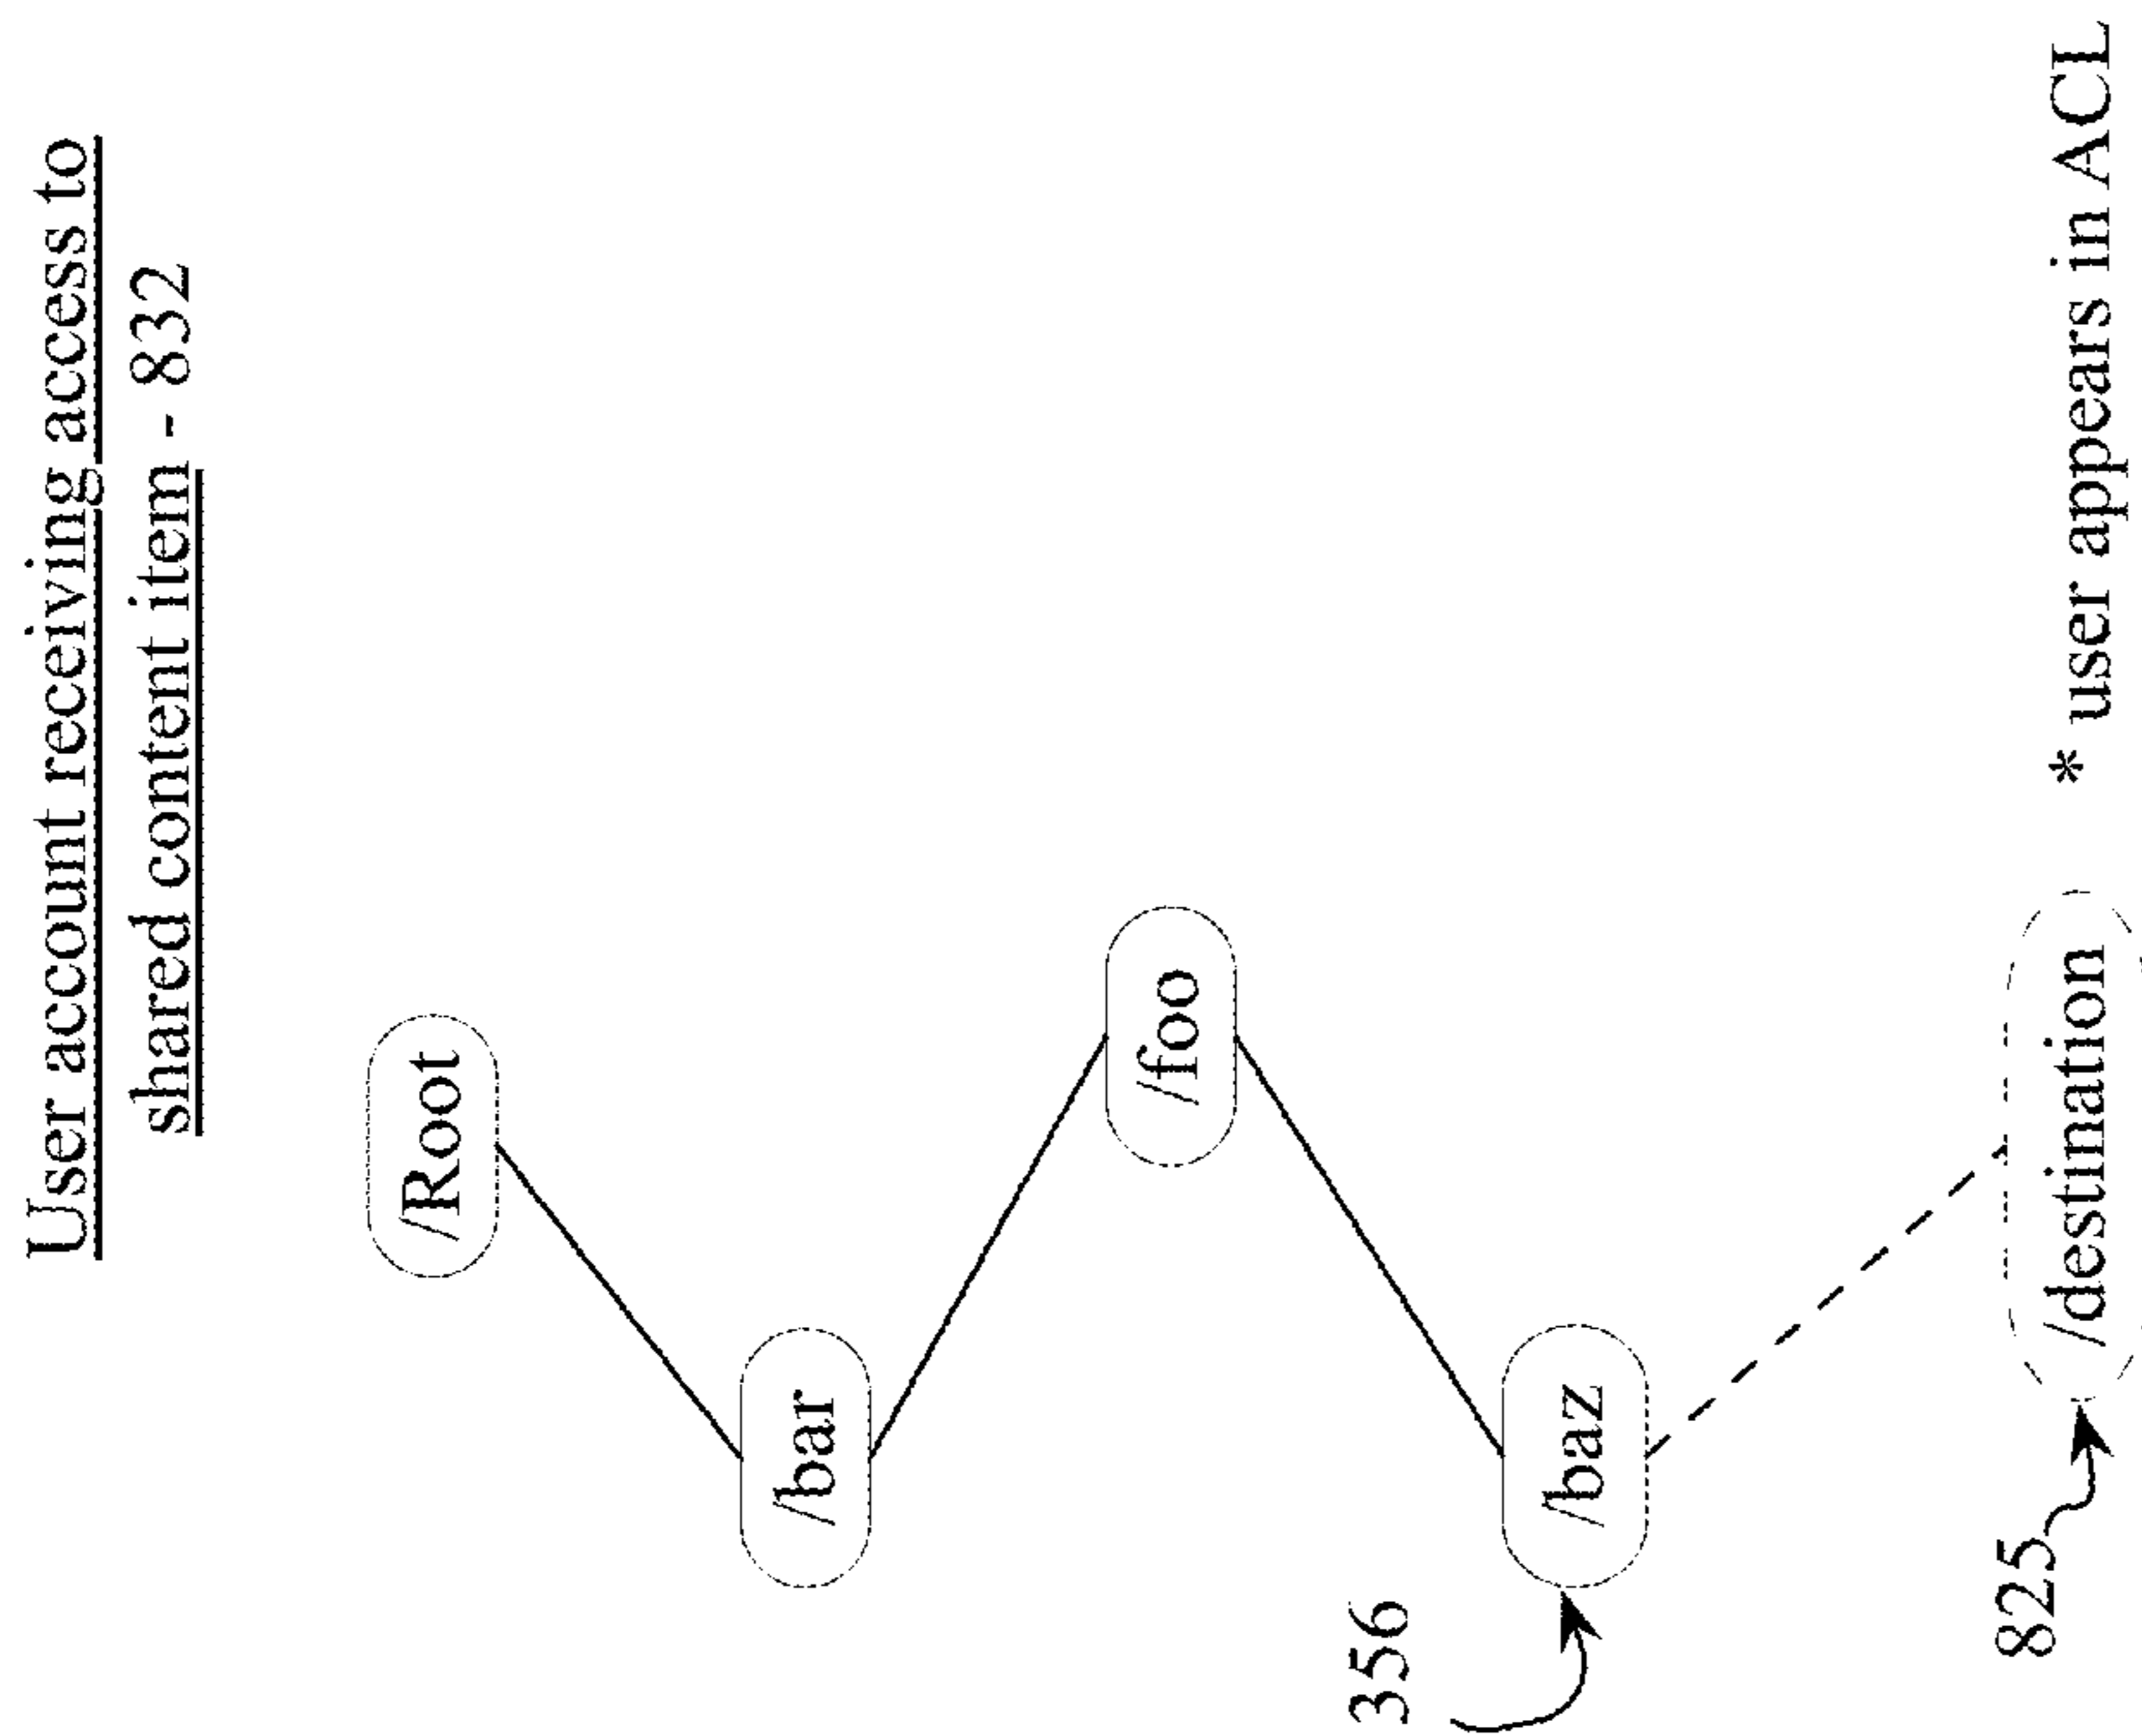 User account receiving access to
shared content item - 832
/Root
/bar
/foo
356
/baz
825
/destination
* user appears in ACL